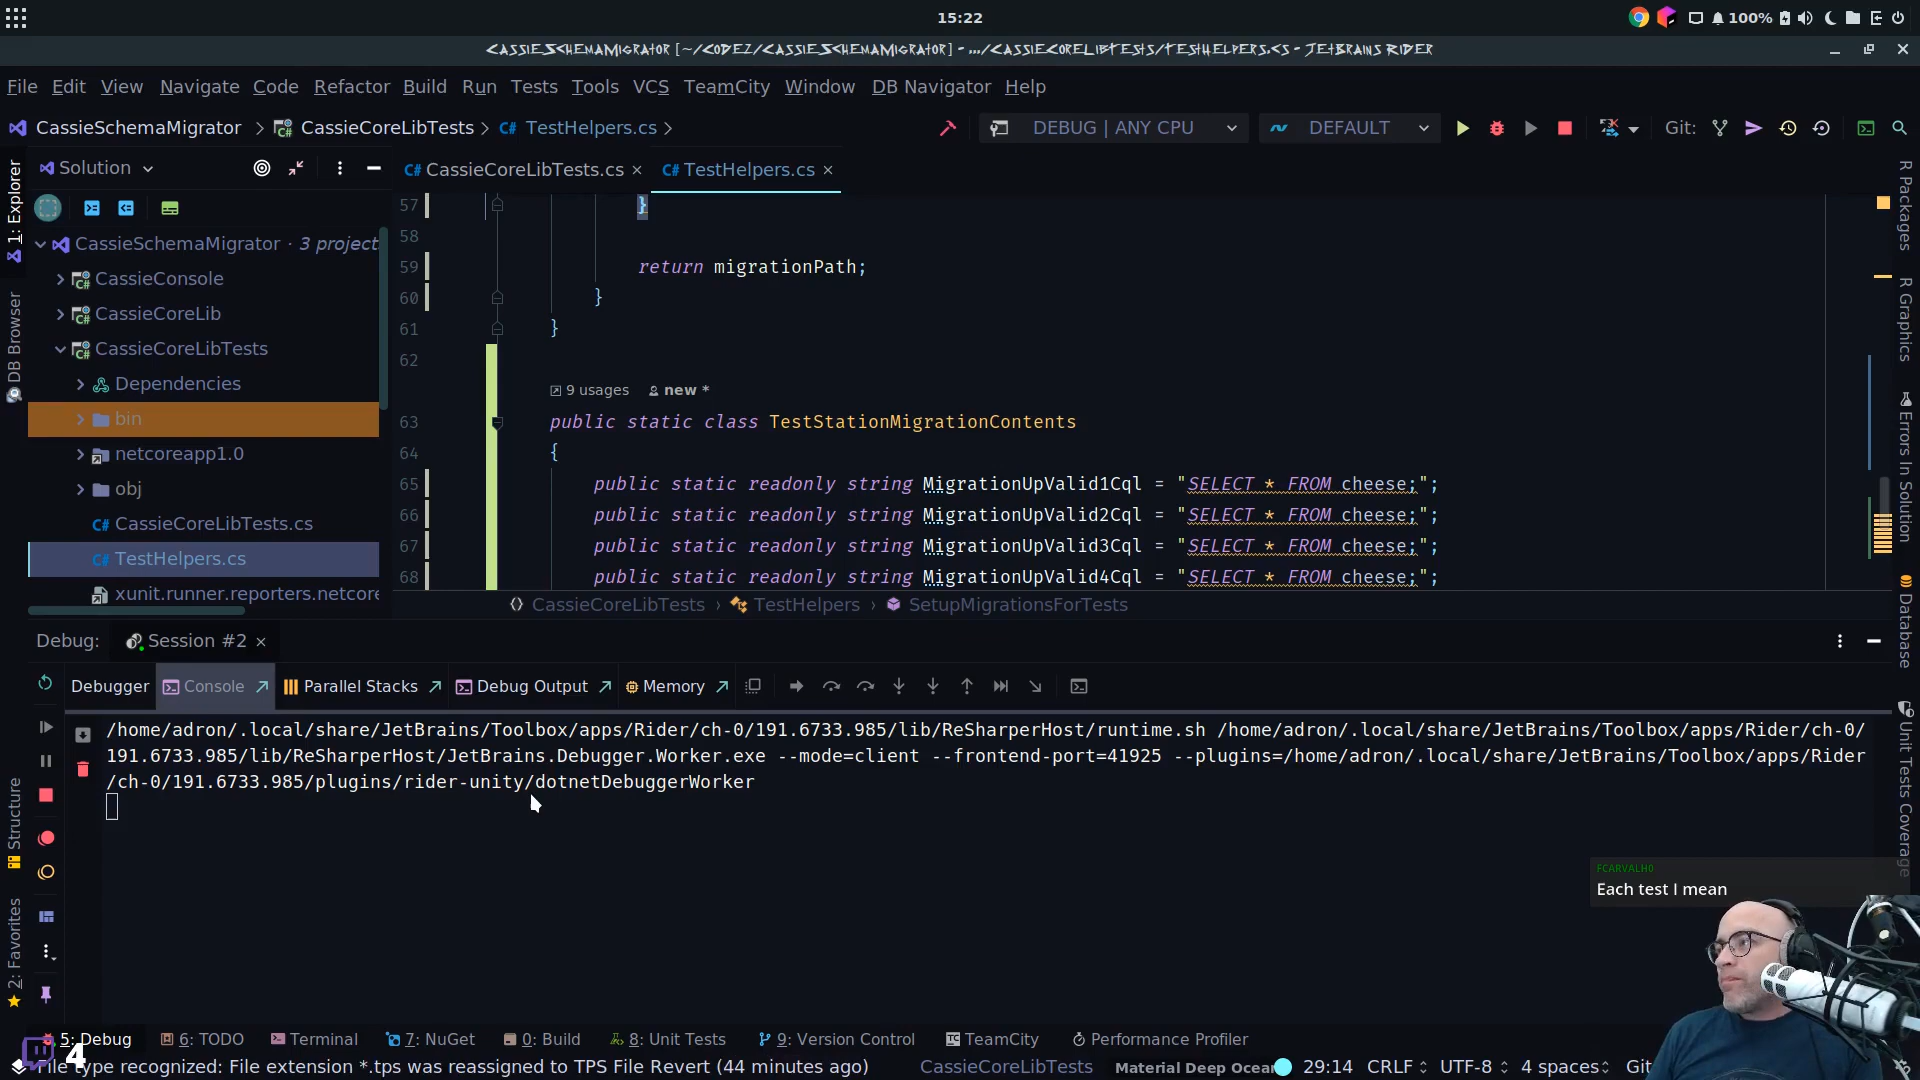 15:22
100%
CassieSchemaMigrator [~/Codez/CassieSchemaMigrator] - .../CassieCoreLibTests/TestHelpers.cs - JetBrains Rider
File Edit View Navigate Code Refactor Build Run Tests Tools VCS TeamCity Window DB Navigator Help
CassieSchemaMigrator CassieCoreLibTests C# TestHelpers.cs DEBUG | ANY CPU DEFAULT Git:
Solution
C# CassieCoreLibTests.cs × C# TestHelpers.cs ×
1: Explorer
DB Browser
Structure
2: Favorites
CassieSchemaMigrator · 3 project
CassieConsole
CassieCoreLib
CassieCoreLibTests
Dependencies
bin
netcoreapp1.0
obj
C# CassieCoreLibTests.cs
C# TestHelpers.cs
xunit.runner.reporters.netcore
57 }
58
59 return migrationPath;
60 }
61 }
62
9 usages new *
63 public static class TestStationMigrationContents
64 {
65 public static readonly string MigrationUpValid1Cql = "SELECT * FROM cheese;";
66 public static readonly string MigrationUpValid2Cql = "SELECT * FROM cheese;";
67 public static readonly string MigrationUpValid3Cql = "SELECT * FROM cheese;";
68 public static readonly string MigrationUpValid4Cql = "SELECT * FROM cheese;";
CassieCoreLibTests › TestHelpers › SetupMigrationsForTests
R Packages
R Graphics
Errors In Solution
Database
Unit Tests Coverage
Debug: Session #2 ×
Debugger Console Parallel Stacks Debug Output Memory
/home/adron/.local/share/JetBrains/Toolbox/apps/Rider/ch-0/191.6733.985/lib/ReSharperHost/runtime.sh /home/adron/.local/share/JetBrains/Toolbox/apps/Rider/ch-0/
191.6733.985/lib/ReSharperHost/JetBrains.Debugger.Worker.exe --mode=client --frontend-port=41925 --plugins=/home/adron/.local/share/JetBrains/Toolbox/apps/Rider
/ch-0/191.6733.985/plugins/rider-unity/dotnetDebuggerWorker
FCARVALHO
Each test I mean
5: Debug 6: TODO Terminal 7: NuGet 0: Build 8: Unit Tests 9: Version Control TeamCity Performance Profiler
4
File type recognized: File extension *.tps was reassigned to TPS File Revert (44 minutes ago) CassieCoreLibTests Material Deep Ocean 29:14 CRLF UTF-8 4 spaces Git